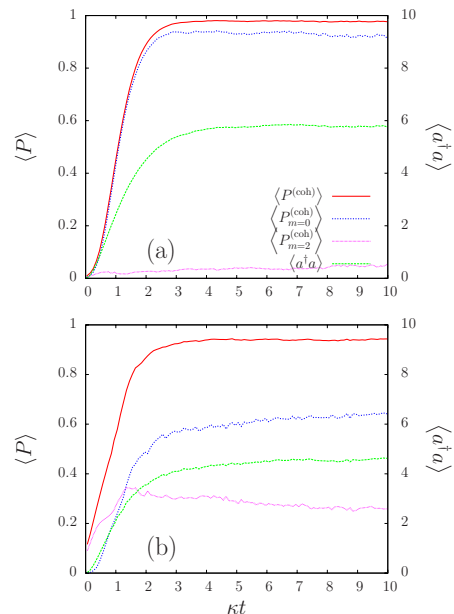 1
0.8
0.6
0.4
0.2
0
10
8
6
4
2
0
⟨P⟩
⟨a†a⟩
⟨P^(coh)⟩
⟨P^(coh)_{m=0}⟩
⟨P^(coh)_{m=2}⟩
⟨a†a⟩
(a)
0 1 2 3 4 5 6 7 8 9 10
1
0.8
0.6
0.4
0.2
0
10
8
6
4
2
0
⟨P⟩
⟨a†a⟩
(b)
0 1 2 3 4 5 6 7 8 9 10
κt